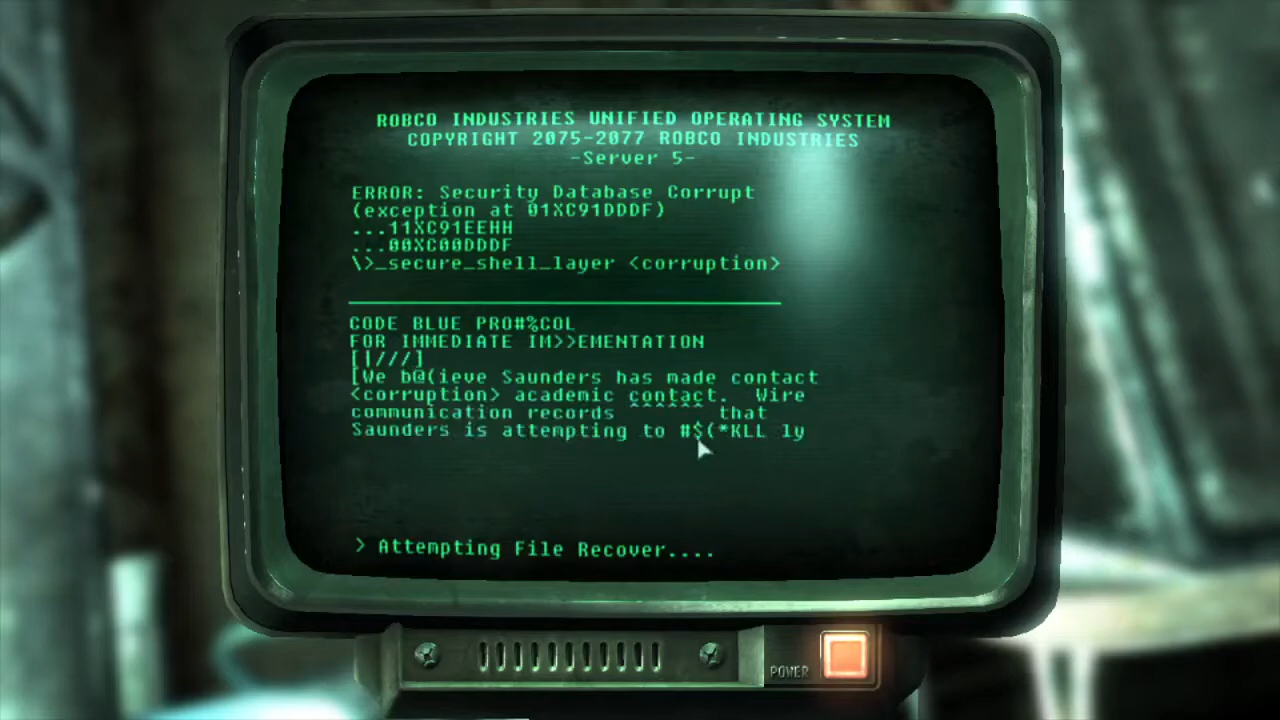 ROBCO INDUSTRIES UNIFIED OPERATING SYSTEM
COPYRIGHT 2075-2077 ROBCO INDUSTRIES
-Server 5-
ERROR: Security Database Corrupt
(exception at 01XC91DDDF)
...11XC91EEHH
...00XC00DDDF
\>_secure_shell_layer <corruption>
CODE BLUE PRO#%COL
FOR IMMEDIATE IM>>EMENTATION
[|///]
[We b@(ieve Saunders has made contact
<corruption> academic contact.  Wire
communication records ^^^^^^ that
Saunders is attempting to #$(*KLL ly
> Attempting File Recover....
POWER